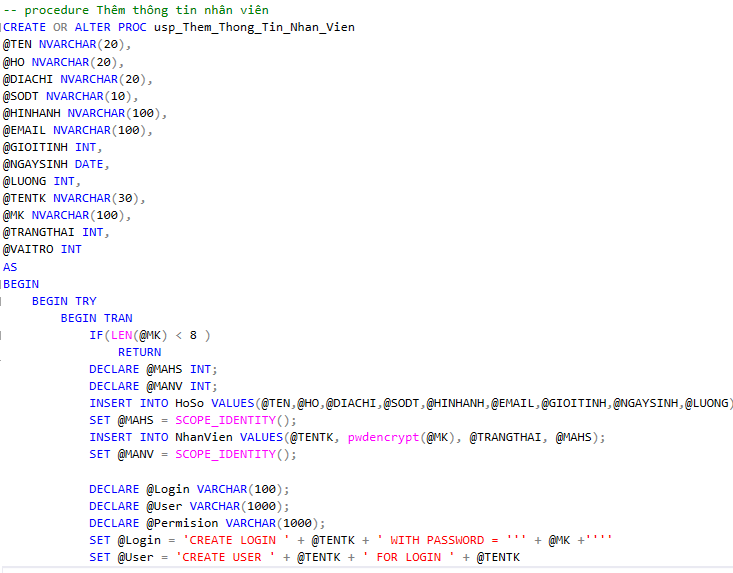 -- procedure Thêm thông tin nhân viên
CREATE OR ALTER PROC usp_Them_Thong_Tin_Nhan_Vien
@TEN NVARCHAR(20),
@HO NVARCHAR(20),
@DIACHI NVARCHAR(20),
@SODT NVARCHAR(10),
@HINHANH NVARCHAR(100),
@EMAIL NVARCHAR(100),
@GIOITINH INT,
@NGAYSINH DATE,
@LUONG INT,
@TENTK NVARCHAR(30),
@MK NVARCHAR(100),
@TRANGTHAI INT,
@VAITRO INT
AS
BEGIN
BEGIN TRY
BEGIN TRAN
IF(LEN(@MK) < 8 )
RETURN
DECLARE @MAHS INT;
DECLARE @MANV INT;
INSERT INTO HoSo VALUES(@TEN,@HO,@DIACHI,@SODT,@HINHANH,@EMAIL,@GIOITINH,@NGAYSINH,@LUONG)
SET @MAHS = SCOPE_IDENTITY();
INSERT INTO NhanVien VALUES(@TENTK, pwdencrypt(@MK), @TRANGTHAI, @MAHS);
SET @MANV = SCOPE_IDENTITY();
DECLARE @Login VARCHAR(100);
DECLARE @User VARCHAR(1000);
DECLARE @Permision VARCHAR(1000);
SET @Login = 'CREATE LOGIN ' + @TENTK + ' WITH PASSWORD = ''' + @MK +''''
SET @User = 'CREATE USER ' + @TENTK + ' FOR LOGIN ' + @TENTK